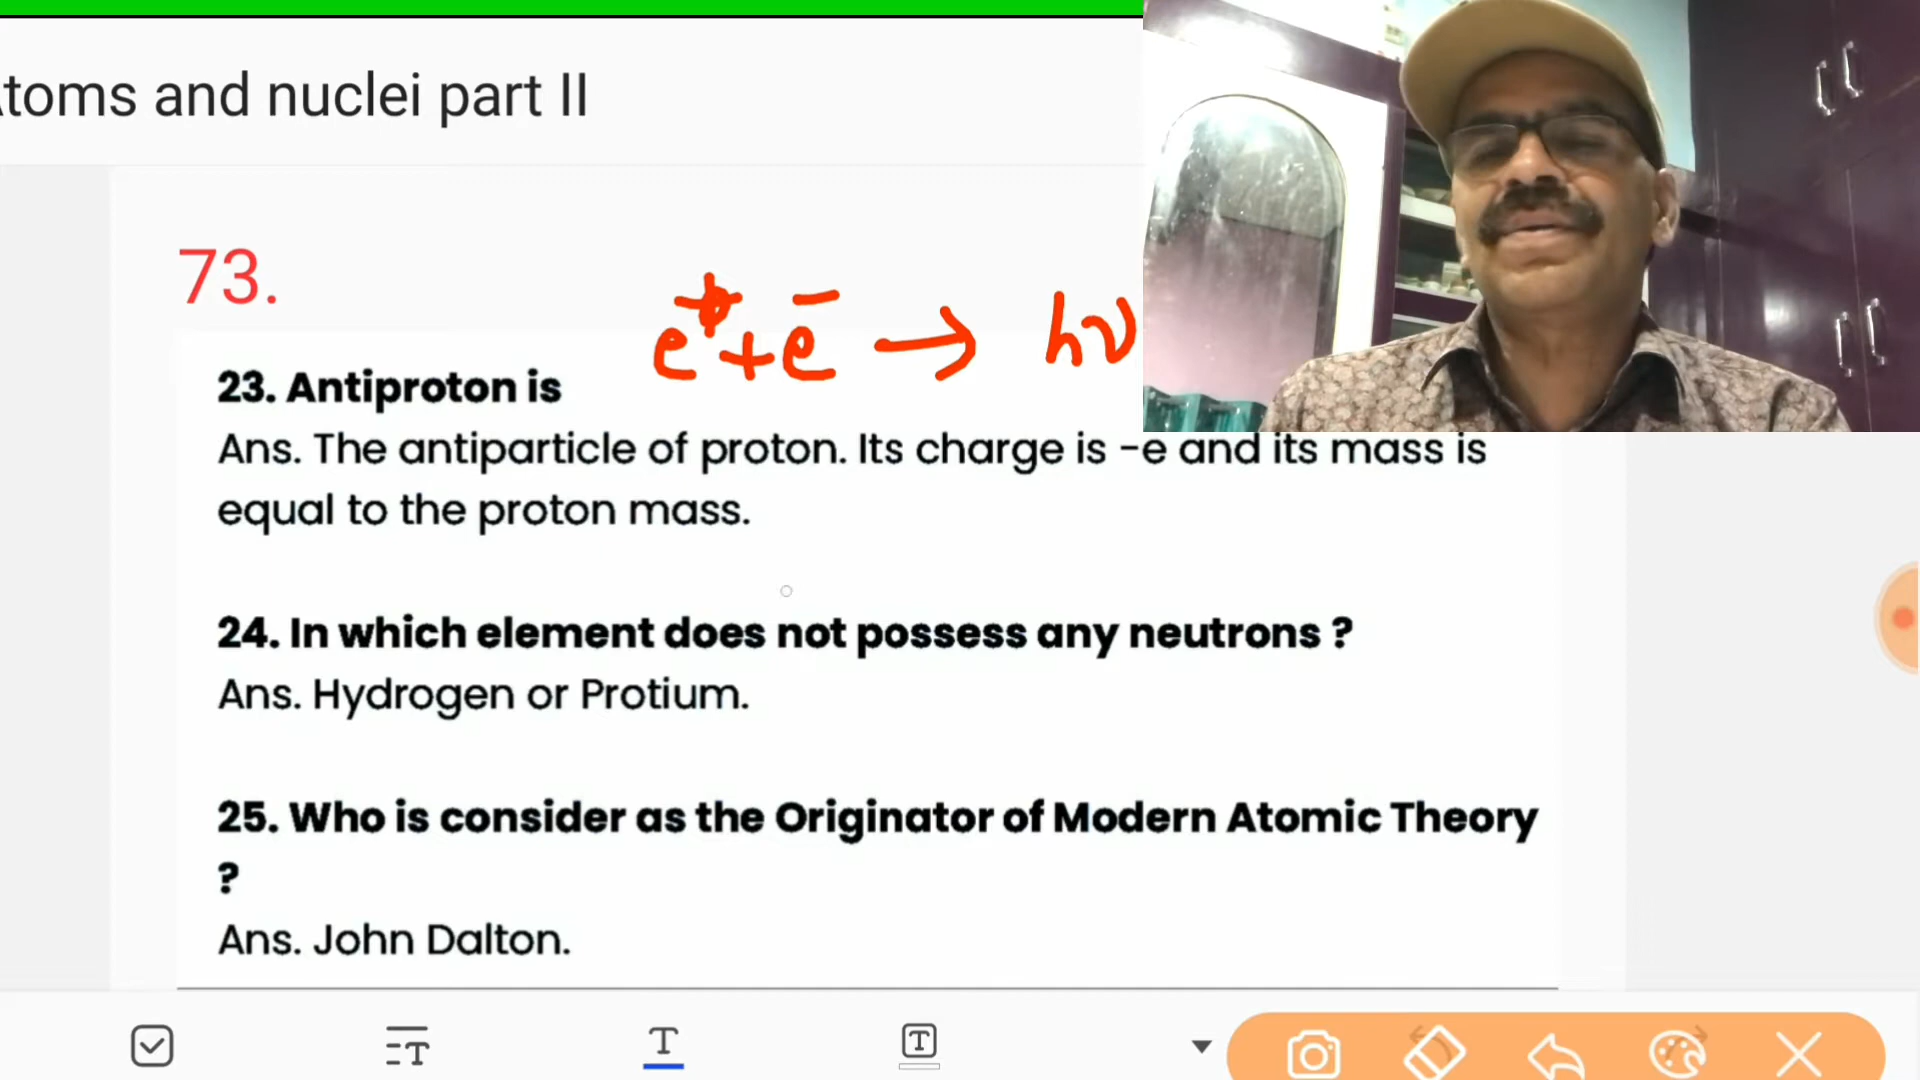 toms and nuclei part II
73.
e⁺ + e⁻ → hν
23. Antiproton is
Ans. The antiparticle of proton. Its charge is −e and its mass is
equal to the proton mass.
24. In which element does not possess any neutrons ?
Ans. Hydrogen or Protium.
25. Who is consider as the Originator of Modern Atomic Theory
?
Ans. John Dalton.